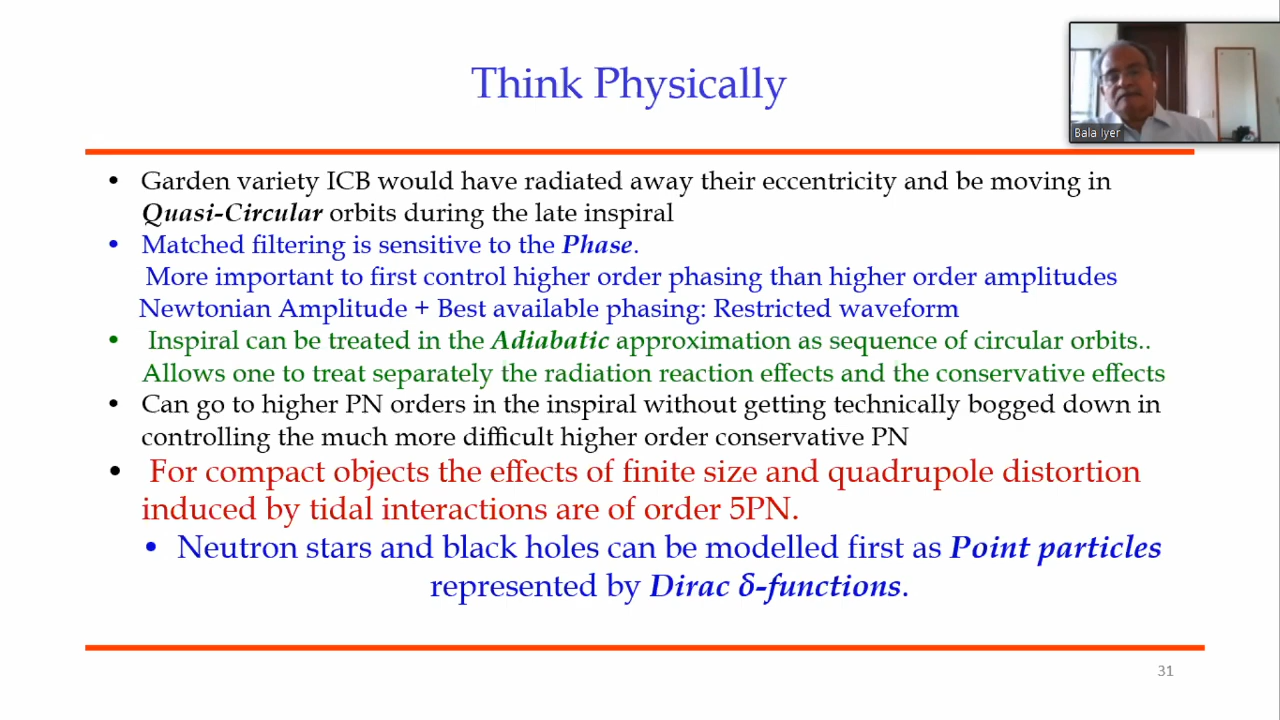 Think Physically
Bala Iyer
• Garden variety ICB would have radiated away their eccentricity and be moving in
Quasi-Circular orbits during the late inspiral
• Matched filtering is sensitive to the Phase.
More important to first control higher order phasing than higher order amplitudes
Newtonian Amplitude + Best available phasing: Restricted waveform
• Inspiral can be treated in the Adiabatic approximation as sequence of circular orbits..
Allows one to treat separately the radiation reaction effects and the conservative effects
• Can go to higher PN orders in the inspiral without getting technically bogged down in
controlling the much more difficult higher order conservative PN
• For compact objects the effects of finite size and quadrupole distortion
induced by tidal interactions are of order 5PN.
• Neutron stars and black holes can be modelled first as Point particles
represented by Dirac δ-functions.
31